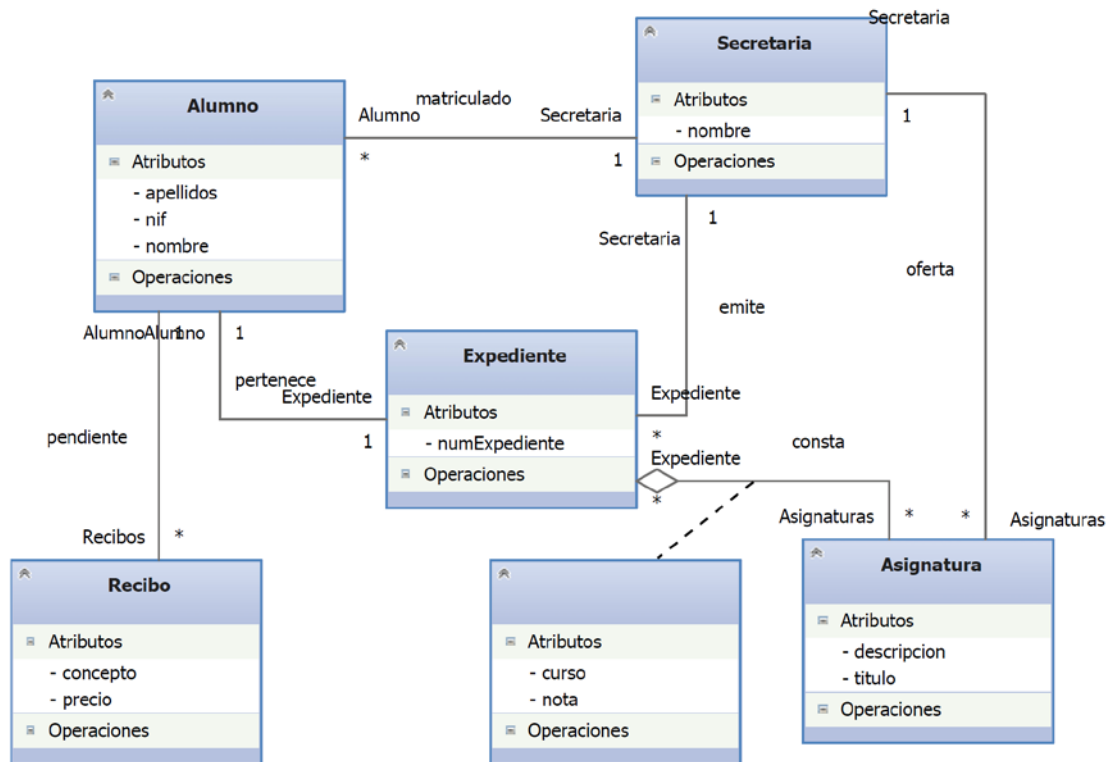 Secretaria
Secretaria
Atributos
- nombre
Operaciones
Alumno
Atributos
- apellidos
- nif
- nombre
Operaciones
matriculado
Alumno
Secretaria
*
1
1
1
Secretaria
oferta
emite
AlumnoAlumno
1
1
pertenece
Expediente
1
Expediente
Atributos
- numExpediente
Operaciones
Expediente
*
Expediente
*
consta
pendiente
Recibos
*
Asignaturas
*
*
Asignaturas
Recibo
Atributos
- concepto
- precio
Operaciones
Atributos
- curso
- nota
Operaciones
Asignatura
Atributos
- descripcion
- titulo
Operaciones